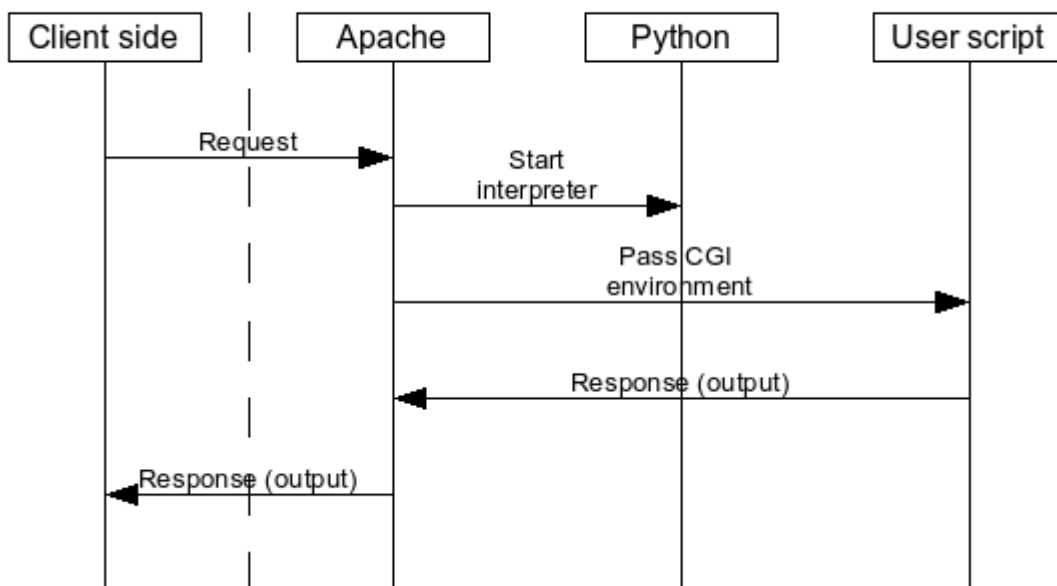 Client side
Apache
Python
User script
Request
Start
interpreter
Pass CGI
environment
Response (output)
Response (output)